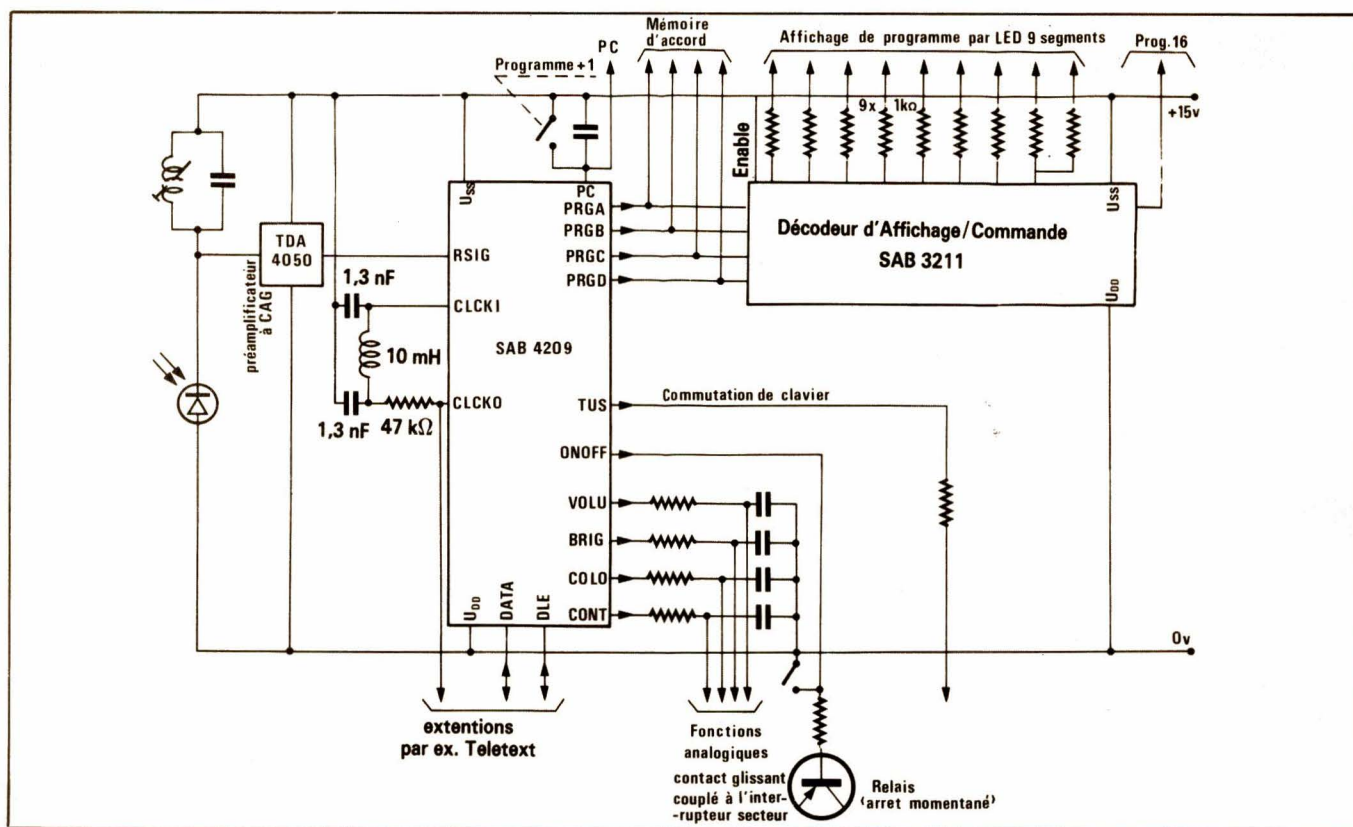 Mémoire
d'accord
Affichage de programme par LED 9 segments
Prog.16
PC
Programme+1
9x 1kΩ
+15v
Enable
USS
PC
PRGA
PRGB
PRGC
PRGD
USS
Décodeur d'Affichage/Commande
SAB 3211
UDD
TDA
4050
préamplificateur
à CAG
RSIG
1,3 nF
CLCKI
10 mH
SAB 4209
CLCKO
1,3 nF
47 kΩ
TUS
Commutation de clavier
ONOFF
VOLU
BRIG
COLO
CONT
UDD
DATA
DLE
0v
extentions
par ex. Teletext
Fonctions
analogiques
contact glissant
couplé à l'inter-
-rupteur secteur
Relais
(arret momentané)